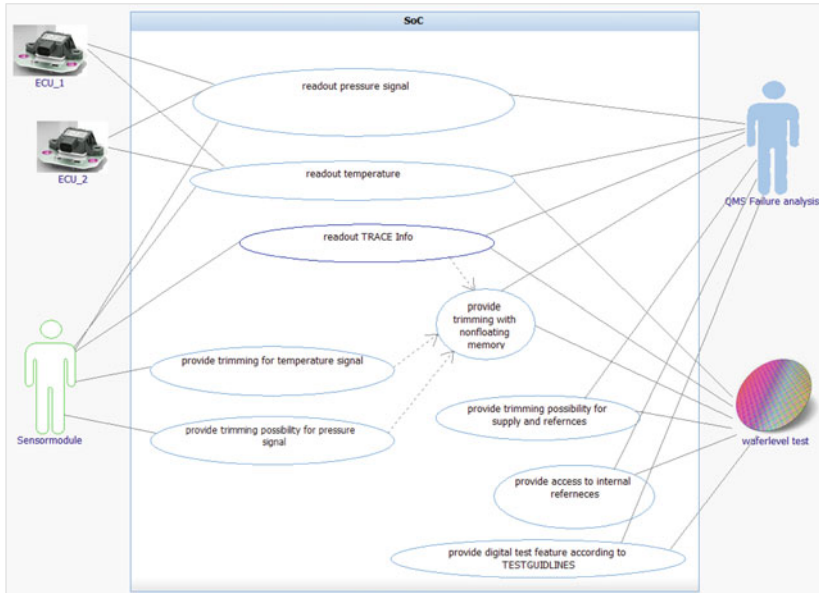 SoC
ECU_1
readout pressure signal
ECU_2
readout temperature
QMS Failure analysis
readout TRACE Info
provide
trimming with
nonfloating
memory
provide trimming for temperature signal
provide trimming possibility for
supply and refernces
Sensormodule
provide trimming possibility for pressure
signal
waferlevel test
provide access to internal
referneces
provide digital test feature according to
TESTGUIDLINES